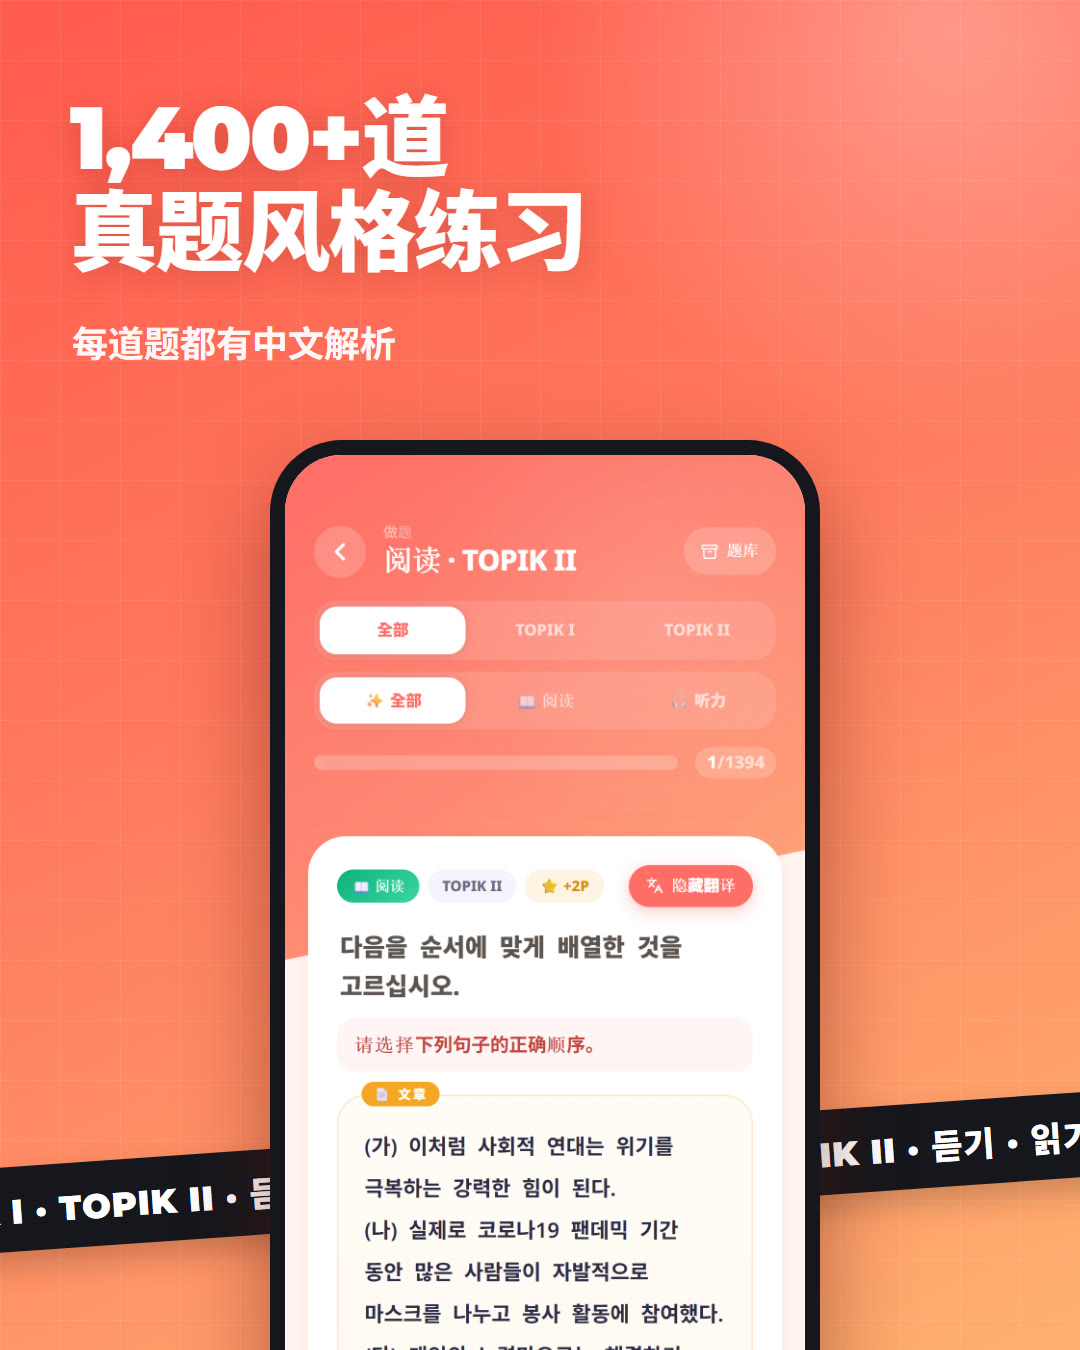 1,400+道
真题风格练习
每道题都有中文解析
做题
阅读 · TOPIK II
题库
全部
TOPIK I
TOPIK II
全部
阅读
听力
1/1394
阅读
TOPIK II
+2P
隐藏翻译
다음을 순서에 맞게 배열한 것을
고르십시오.
请选择下列句子的正确顺序。
文章
(가) 이처럼 사회적 연대는 위기를
극복하는 강력한 힘이 된다.
(나) 실제로 코로나19 팬데믹 기간
동안 많은 사람들이 자발적으로
마스크를 나누고 봉사 활동에 참여했다.
I • TOPIK II •
IK II • 듣기 • 읽기